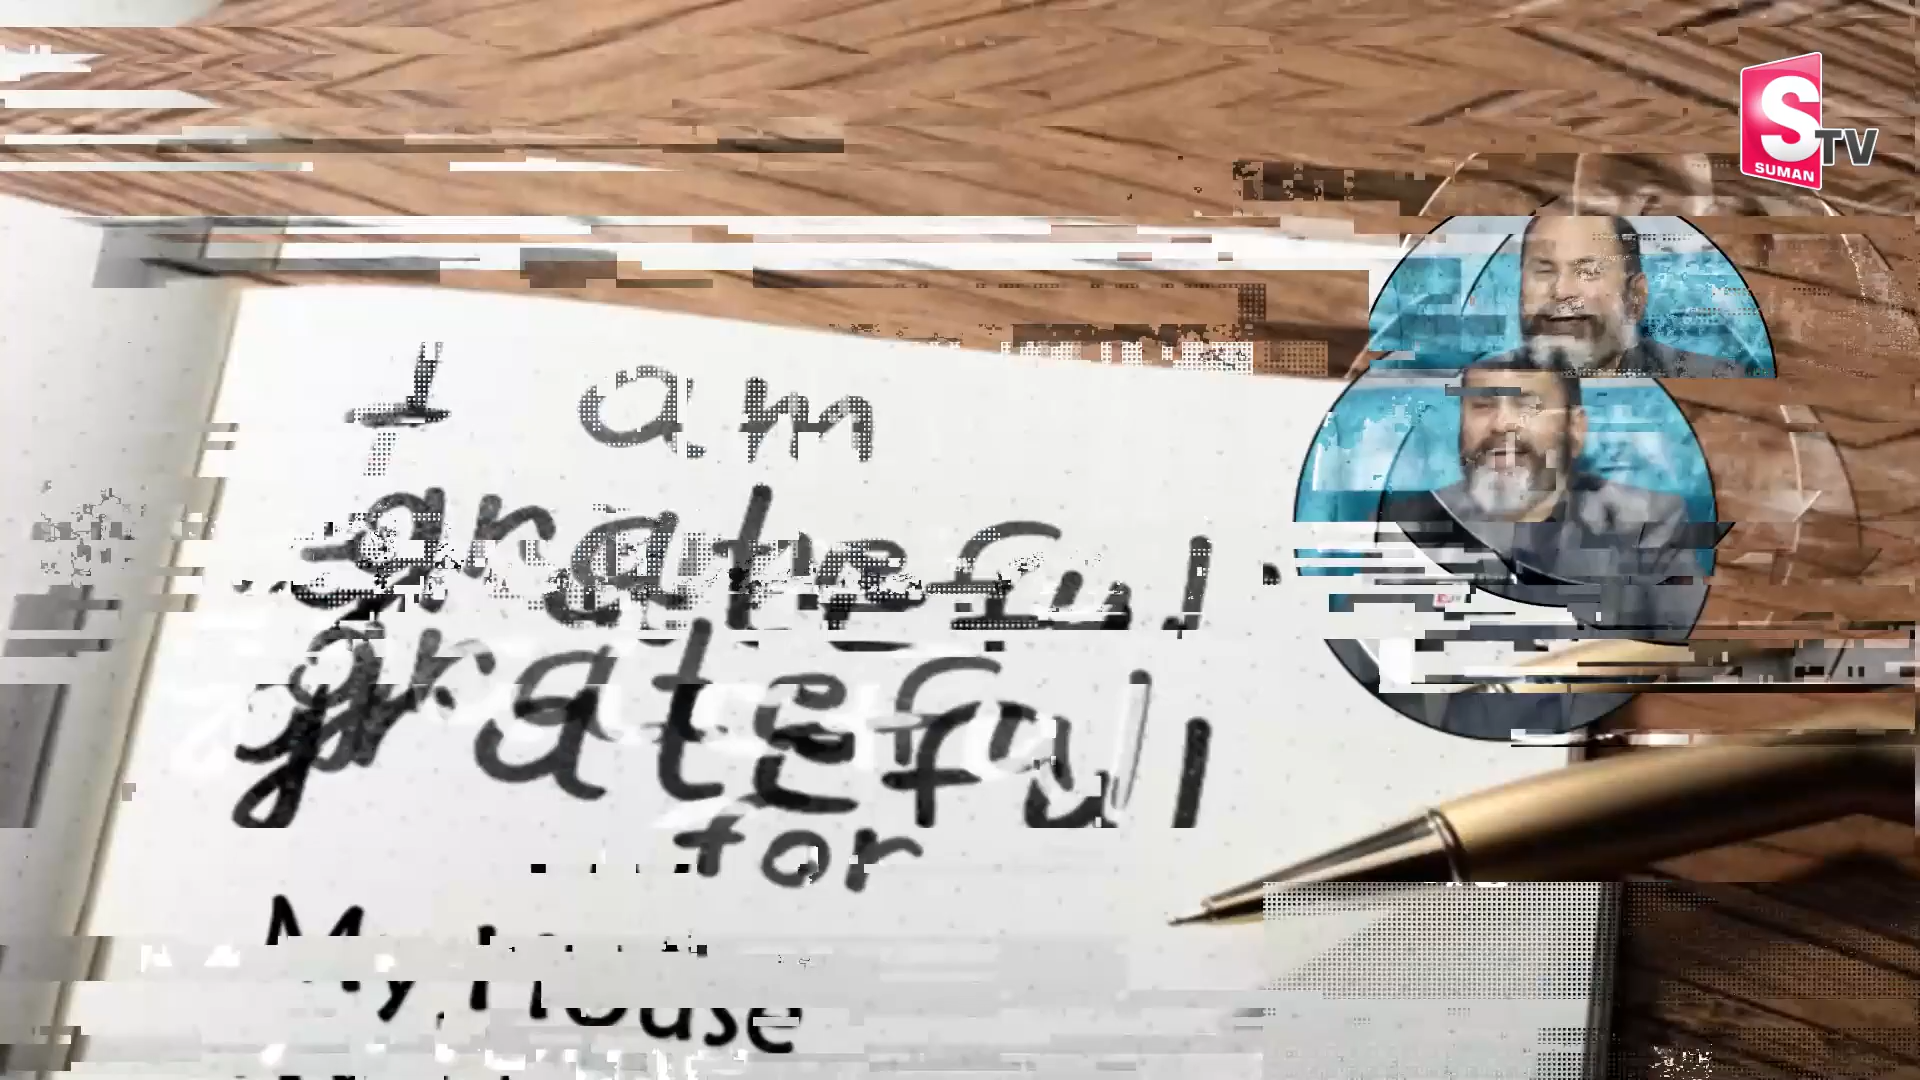 S
TV
SUMAN
I am
grateful
grateful
for
My House